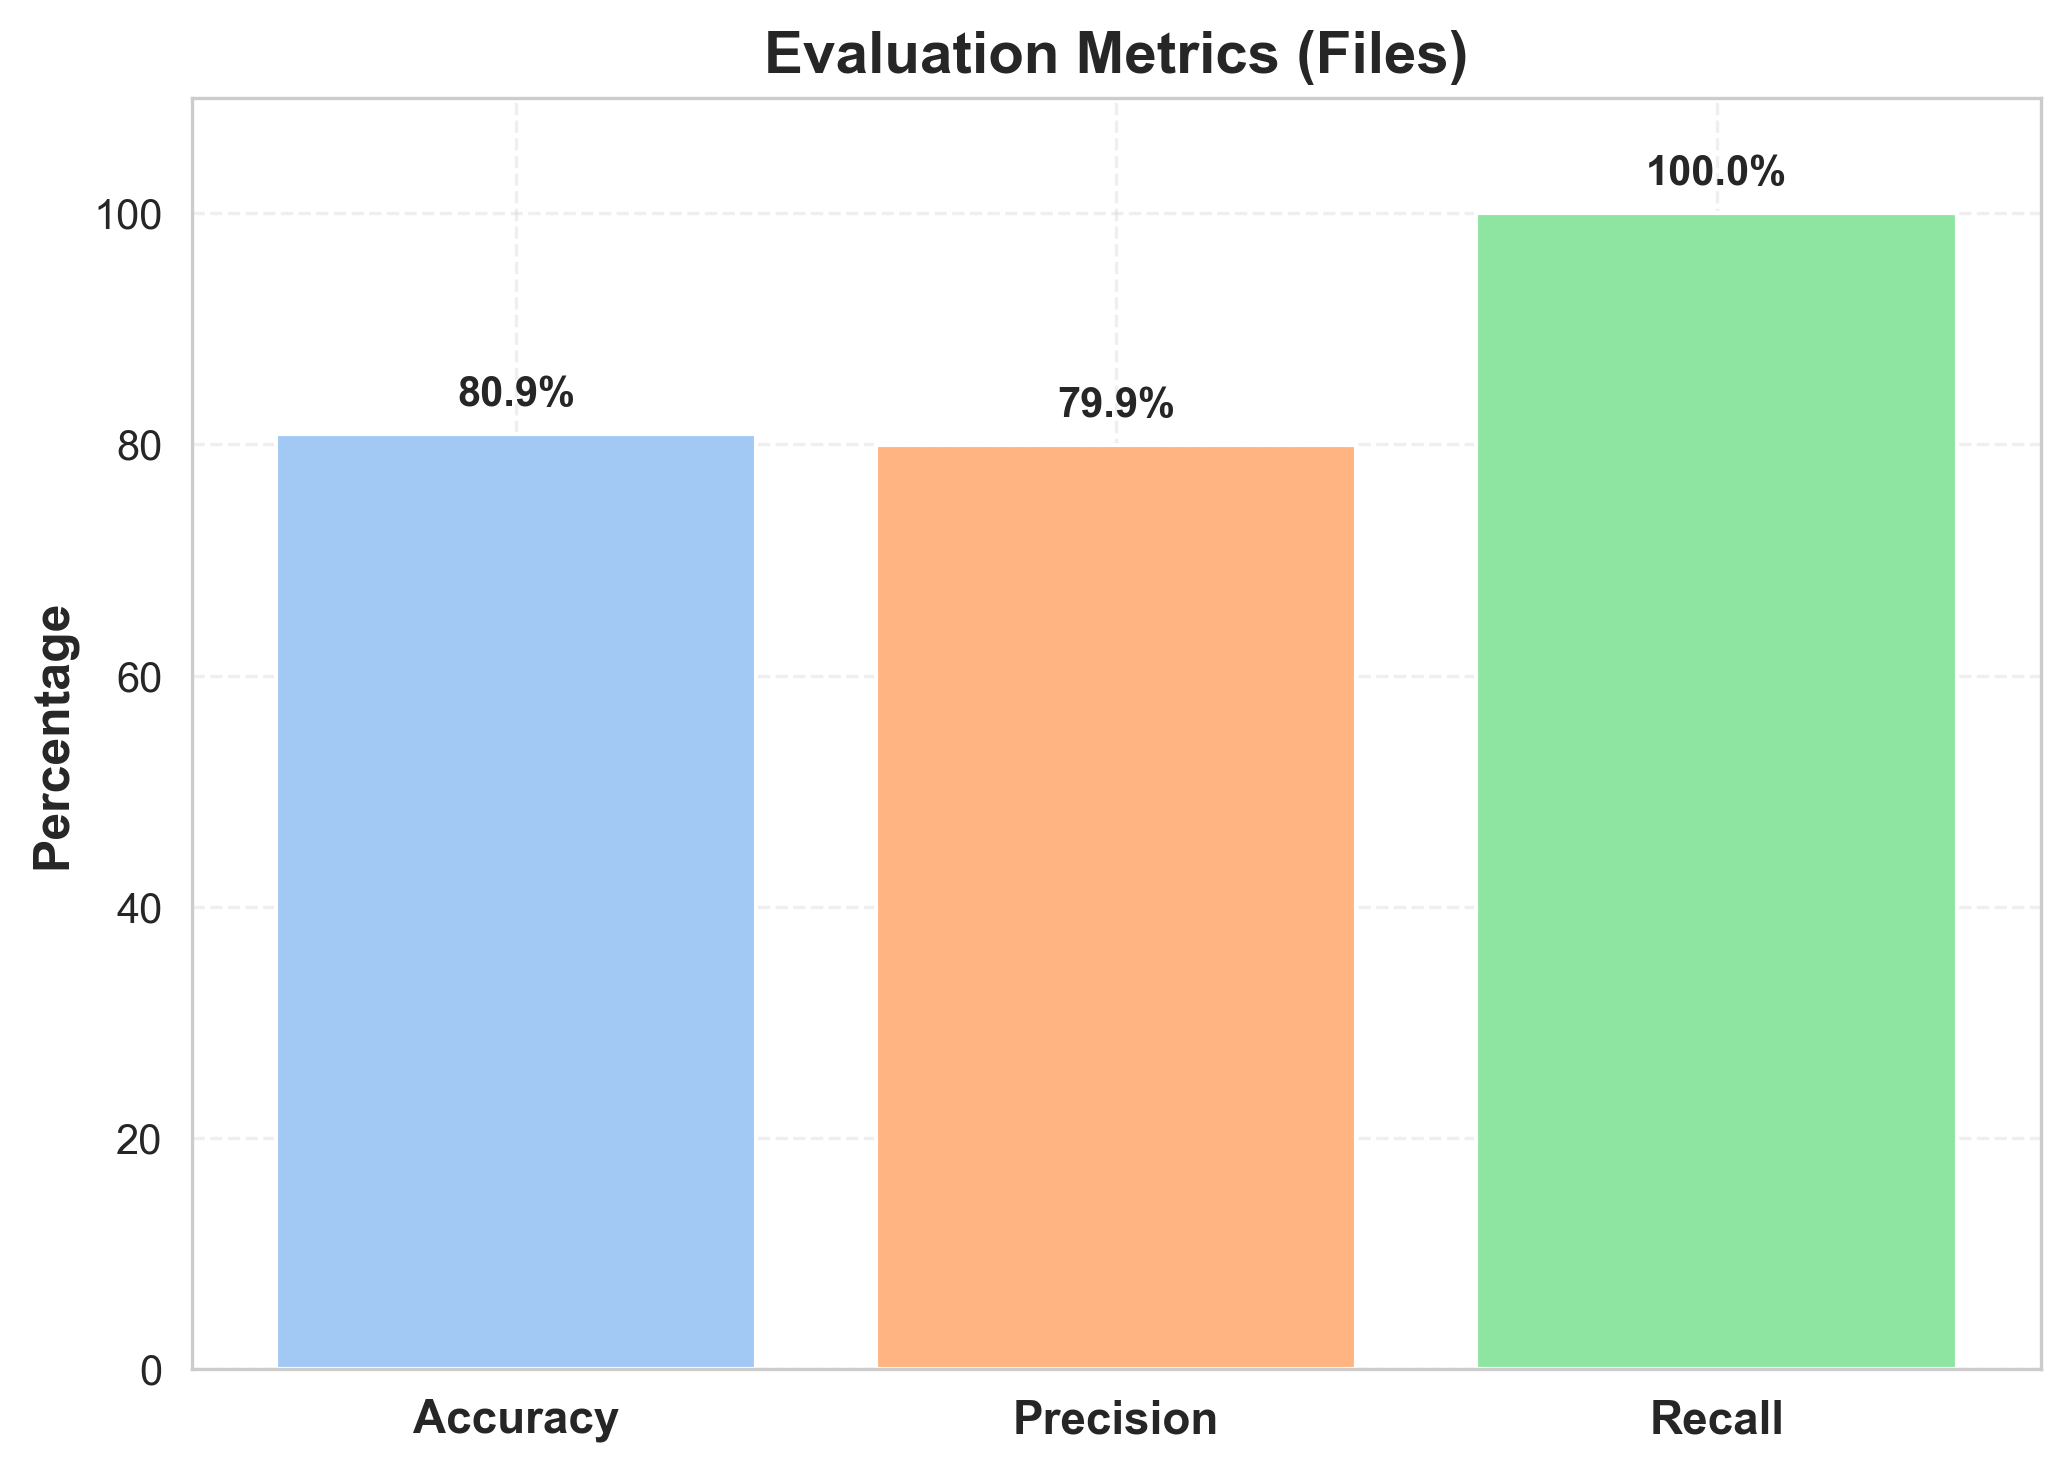 Evaluation Metrics (Files)
100.0%
80.9%
79.9%
Percentage
100
80
60
40
20
0
Accuracy
Precision
Recall